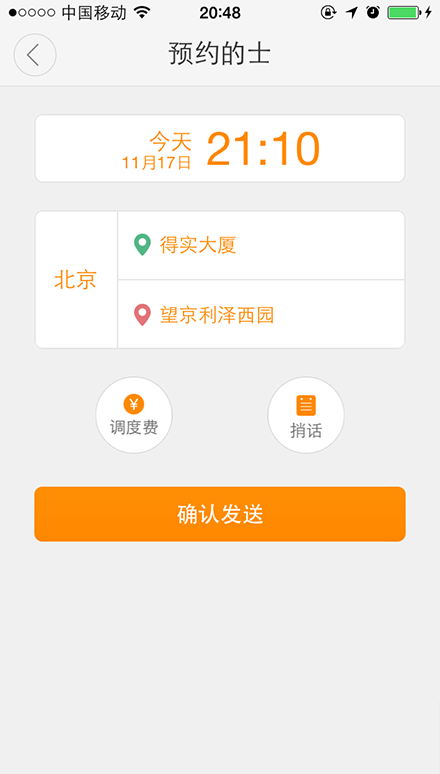 中国移动 20:48
预约的士
今天
11月17日
21:10
北京
得实大厦
望京利泽西园
¥
调度费
捎话
确认发送